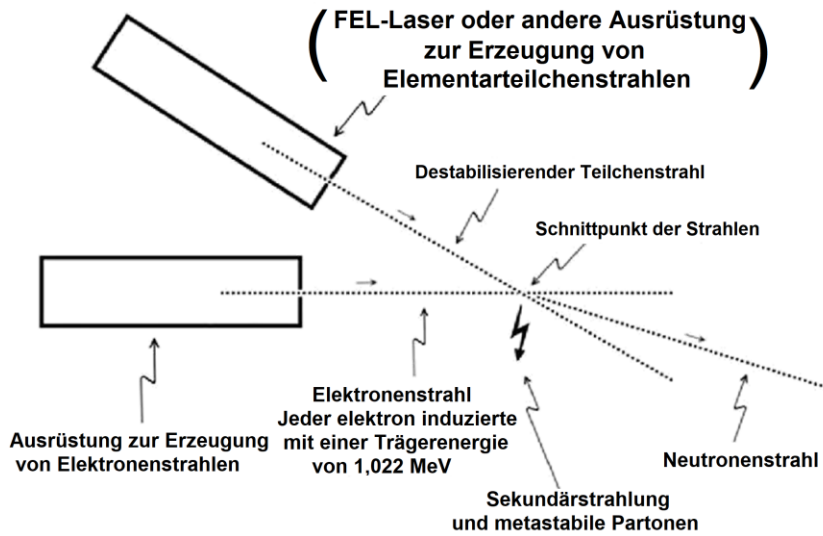 FEL-Laser oder andere Ausrüstung
zur Erzeugung von
Elementarteilchenstrahlen
Destabilisierender Teilchenstrahl
Schnittpunkt der Strahlen
Elektronenstrahl
Jeder elektron induzierte
mit einer Trägerenergie
von 1,022 MeV
Ausrüstung zur Erzeugung
von Elektronenstrahlen
Neutronenstrahl
Sekundärstrahlung
und metastabile Partonen